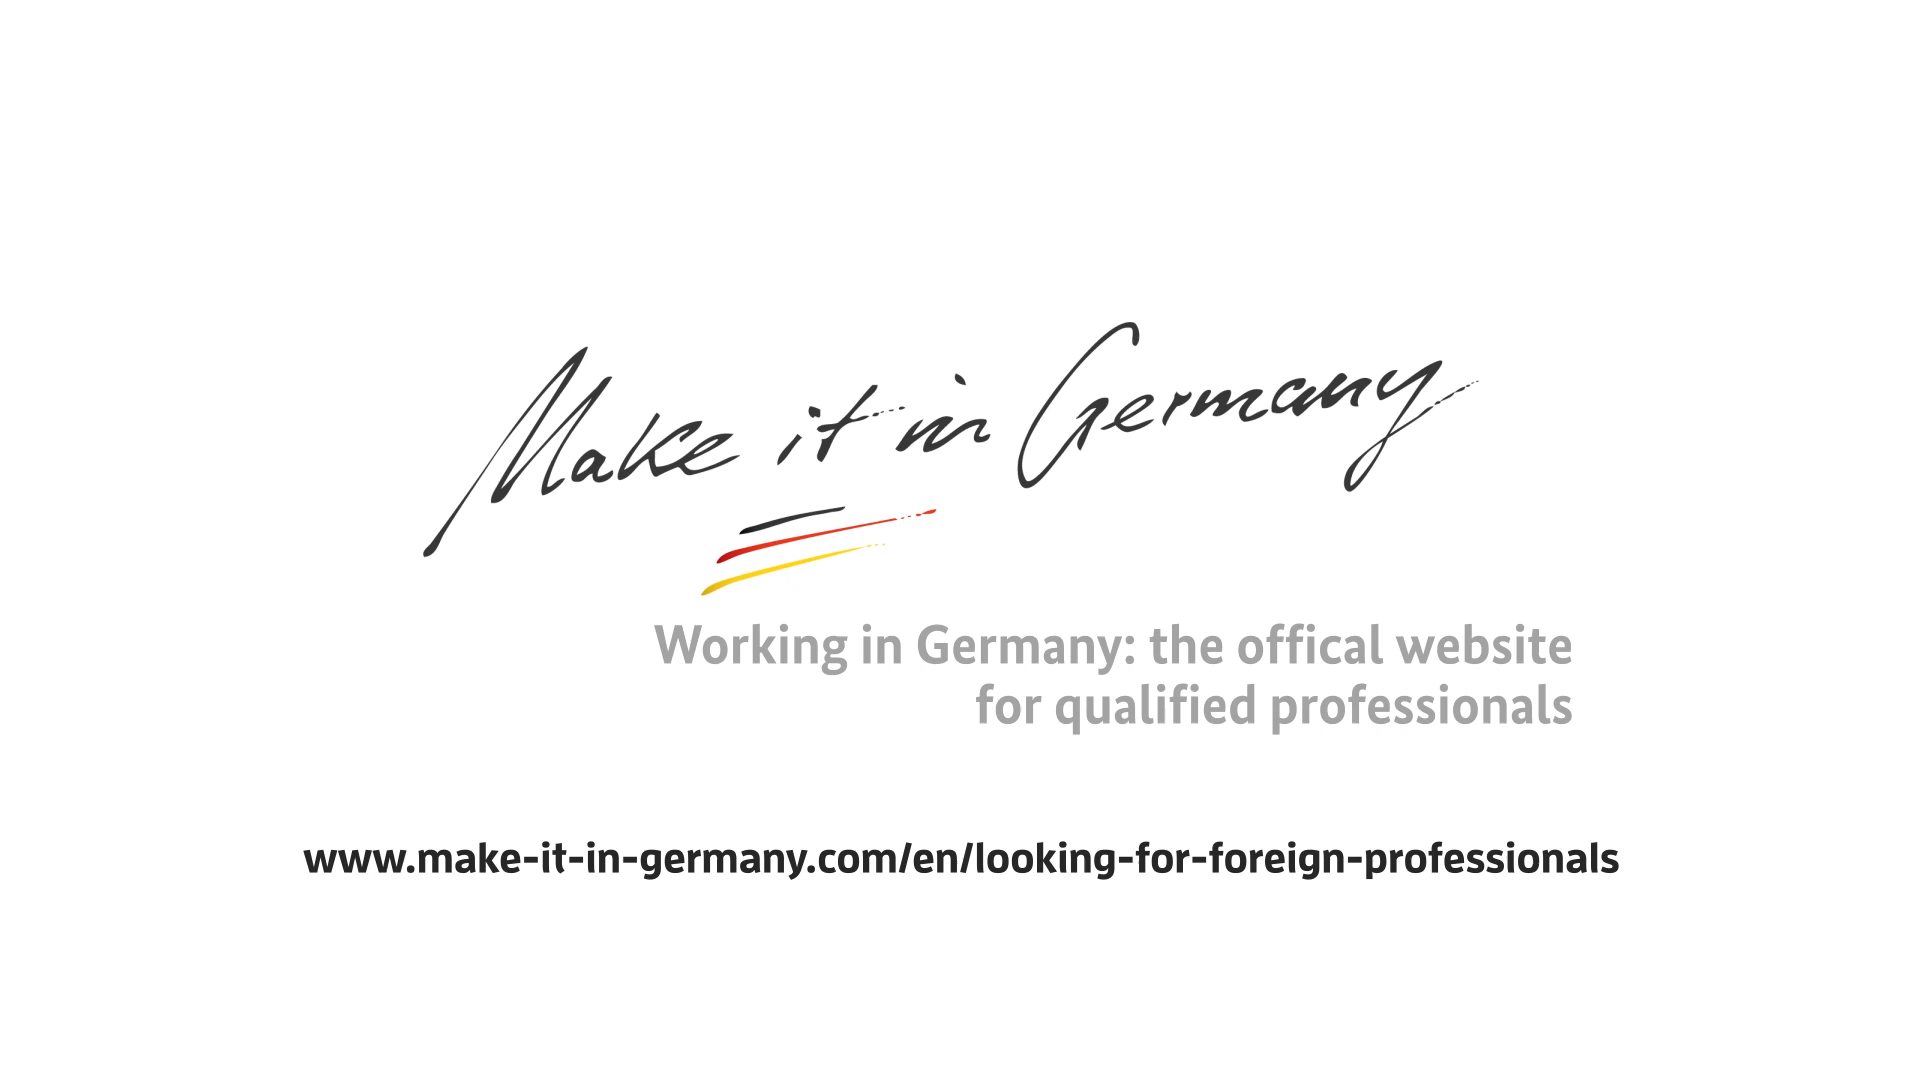 Make it in Germany
Working in Germany: the offical website
for qualified professionals
www.make-it-in-germany.com/en/looking-for-foreign-professionals